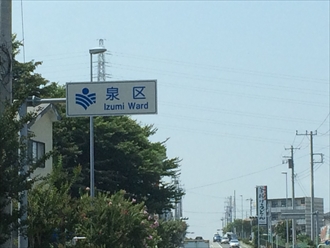 泉区
Izumi Ward